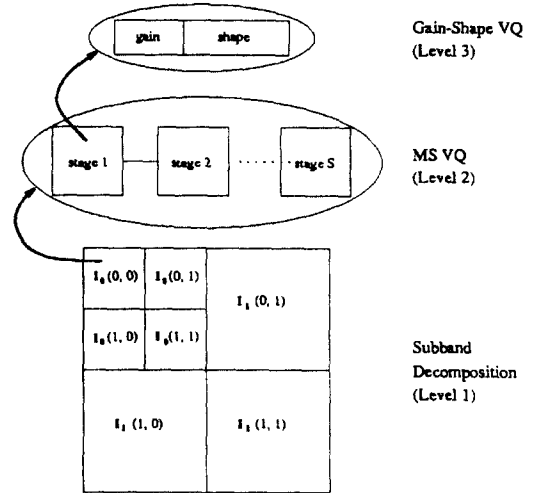 gain shape
Gain-Shape VQ
(Level 3)
stage 1 stage 2 stage S
MS VQ
(Level 2)
I₀(0, 0) I₀(0, 1)
I₁(0, 1)
I₀(1, 0) I₀(1, 1)
Subband
Decomposition
(Level 1)
I₁(1, 0) I₁(1, 1)